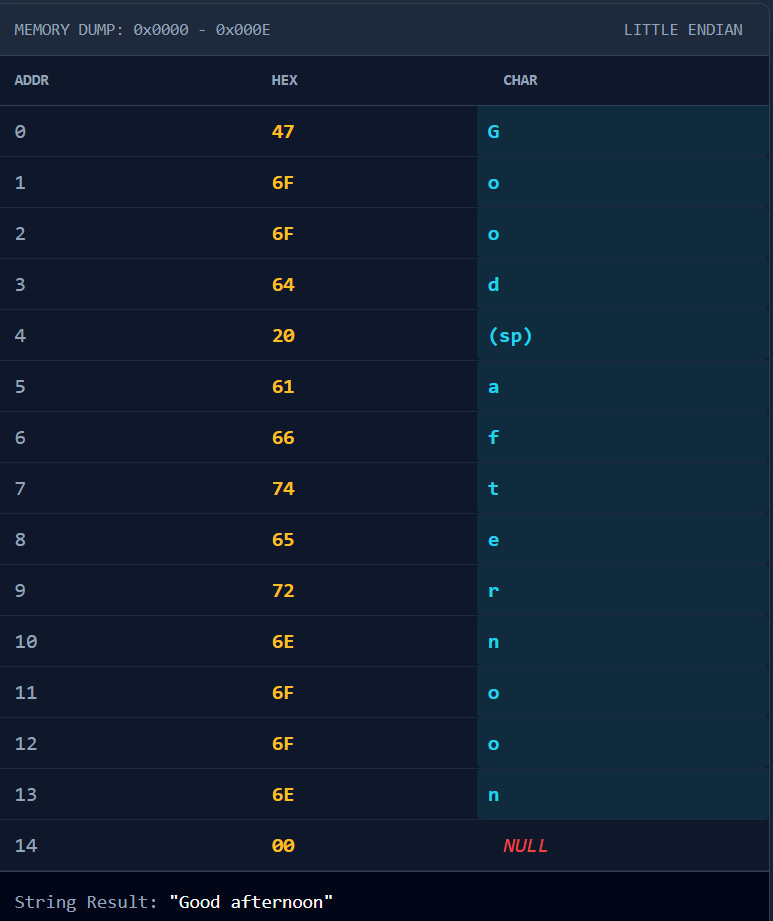 MEMORY DUMP: 0x0000 - 0x000E LITTLE ENDIAN
ADDR HEX CHAR
0 47 G
1 6F o
2 6F o
3 64 d
4 20 (sp)
5 61 a
6 66 f
7 74 t
8 65 e
9 72 r
10 6E n
11 6F o
12 6F o
13 6E n
14 00 NULL
String Result: "Good afternoon"